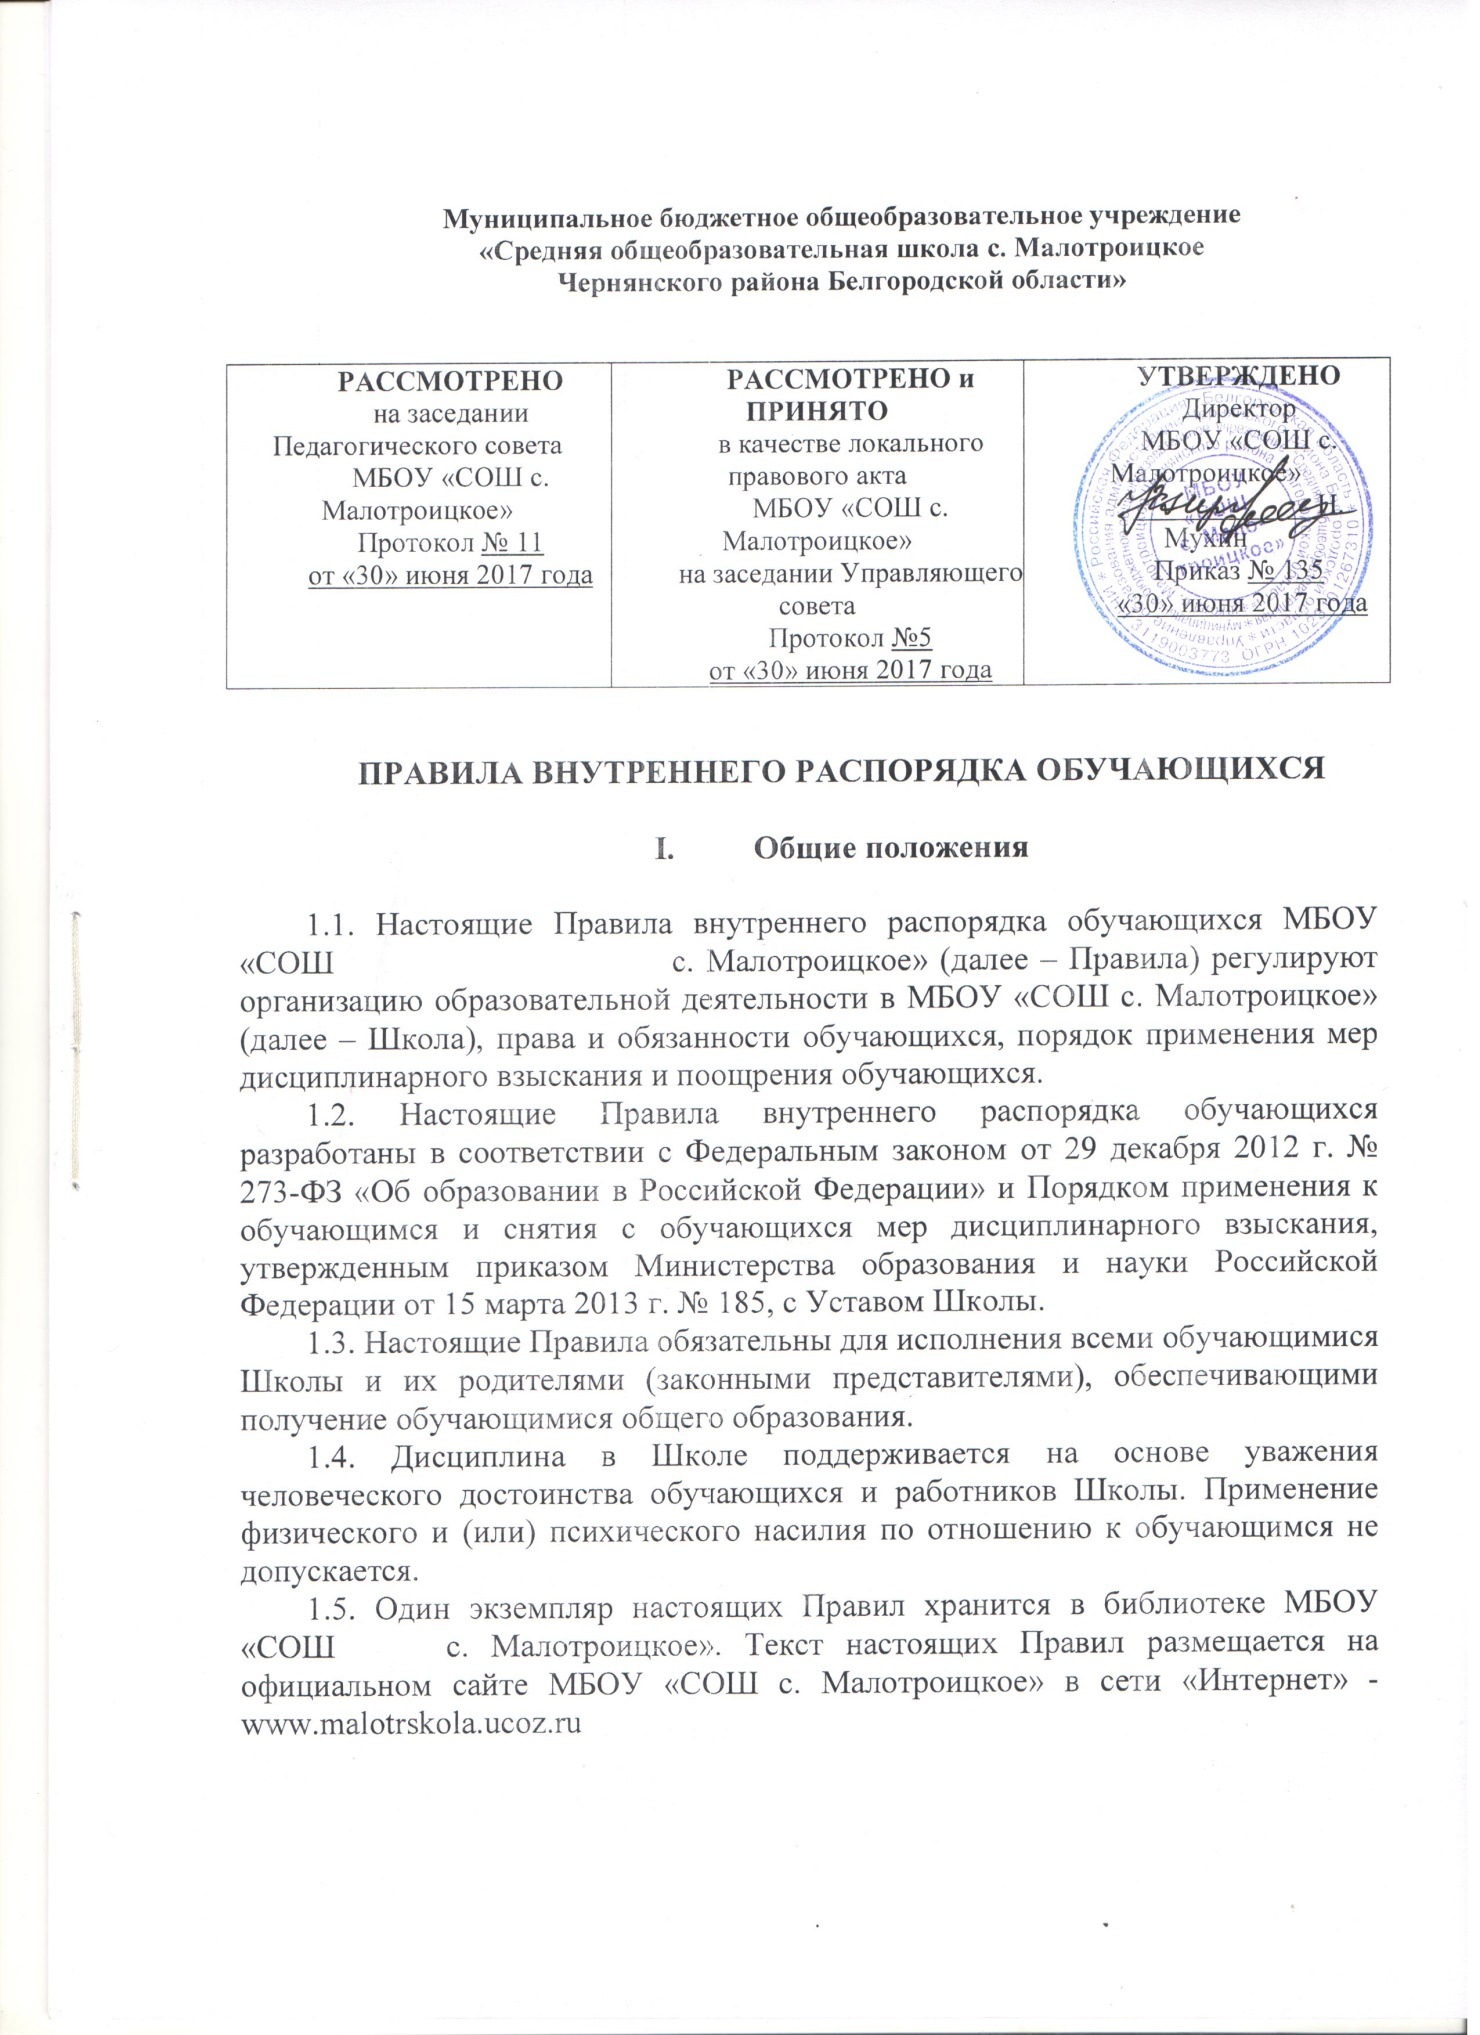 Муниципальное бюджетное общеобразовательное учреждение
«Средняя общеобразовательная школа с. Малотроицкое
Чернянского района Белгородской области»
РАССМОТРЕНО
на заседании
Педагогического совета
МБОУ «СОШ с.
Малотроицкое»
Протокол № 11
от «30» июня 2017 года
РАССМОТРЕНО и
ПРИНЯТО
в качестве локального
правового акта
МБОУ «СОШ с.
Малотроицкое»
на заседании Управляющего
совета
Протокол №5
от «30» июня 2017 года
УТВЕРЖДЕНО
Директор
МБОУ «СОШ с.
Малотроицкое»
Н.
Мухин
Приказ № 135
«30» июня 2017 года
ПРАВИЛА ВНУТРЕННЕГО РАСПОРЯДКА ОБУЧАЮЩИХСЯ
I. Общие положения
1.1. Настоящие Правила внутреннего распорядка обучающихся МБОУ
«СОШ с. Малотроицкое» (далее – Правила) регулируют
организацию образовательной деятельности в МБОУ «СОШ с. Малотроицкое»
(далее – Школа), права и обязанности обучающихся, порядок применения мер
дисциплинарного взыскания и поощрения обучающихся.
1.2. Настоящие Правила внутреннего распорядка обучающихся
разработаны в соответствии с Федеральным законом от 29 декабря 2012 г. №
273-ФЗ «Об образовании в Российской Федерации» и Порядком применения к
обучающимся и снятия с обучающихся мер дисциплинарного взыскания,
утвержденным приказом Министерства образования и науки Российской
Федерации от 15 марта 2013 г. № 185, с Уставом Школы.
1.3. Настоящие Правила обязательны для исполнения всеми обучающимися
Школы и их родителями (законными представителями), обеспечивающими
получение обучающимися общего образования.
1.4. Дисциплина в Школе поддерживается на основе уважения
человеческого достоинства обучающихся и работников Школы. Применение
физического и (или) психического насилия по отношению к обучающимся не
допускается.
1.5. Один экземпляр настоящих Правил хранится в библиотеке МБОУ
«СОШ с. Малотроицкое». Текст настоящих Правил размещается на
официальном сайте МБОУ «СОШ с. Малотроицкое» в сети «Интернет» -
www.malotrskola.ucoz.ru